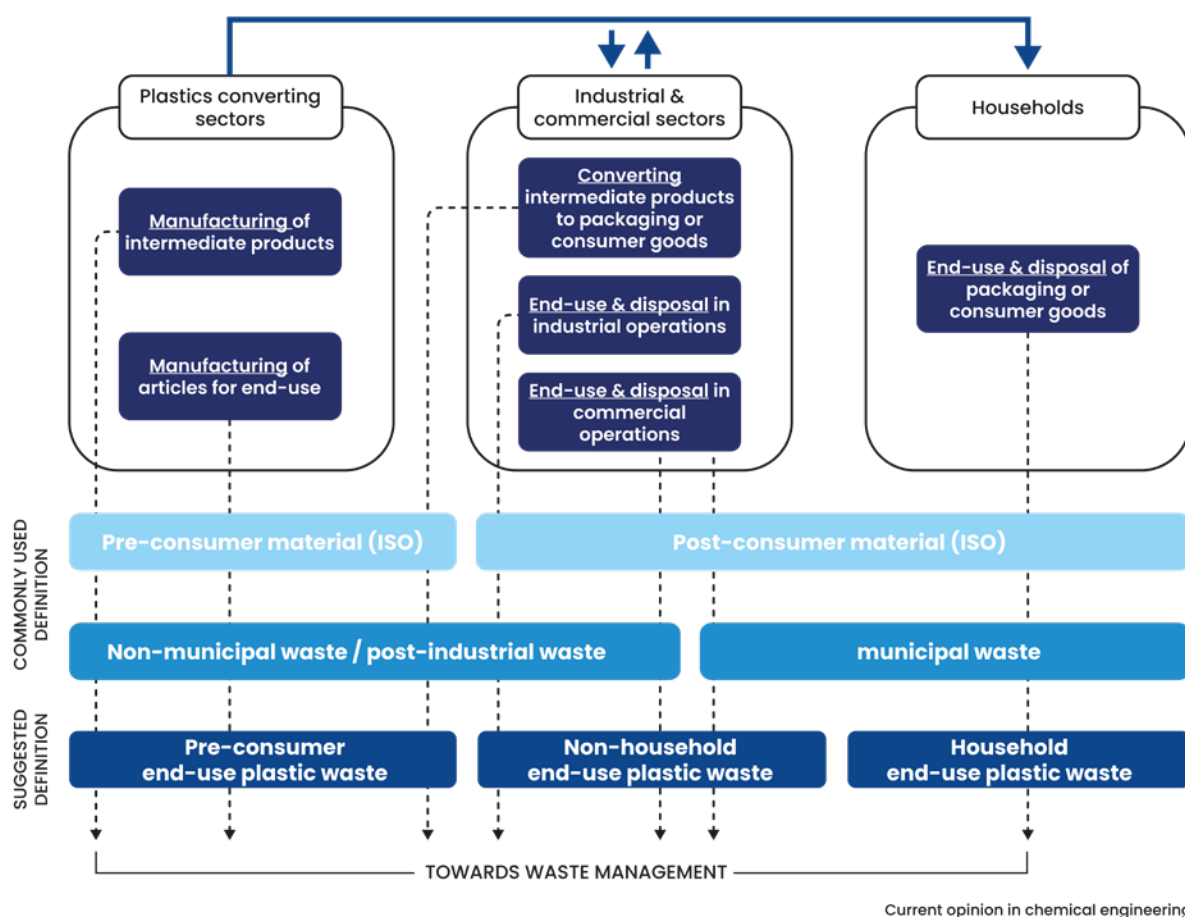 Plastics converting
sectors
Industrial &
commercial sectors
Households
Manufacturing of
intermediate products
Manufacturing of
articles for end-use
Converting
intermediate products
to packaging or
consumer goods
End-use & disposal in
industrial operations
End-use & disposal in
commercial
operations
End-use & disposal of
packaging or
consumer goods
COMMONLY USED
DEFINITION
Pre-consumer material (ISO)
Post-consumer material (ISO)
Non-municipal waste / post-industrial waste
municipal waste
SUGGESTED
DEFINITION
Pre-consumer
end-use plastic waste
Non-household
end-use plastic waste
Household
end-use plastic waste
TOWARDS WASTE MANAGEMENT
Current opinion in chemical engineering